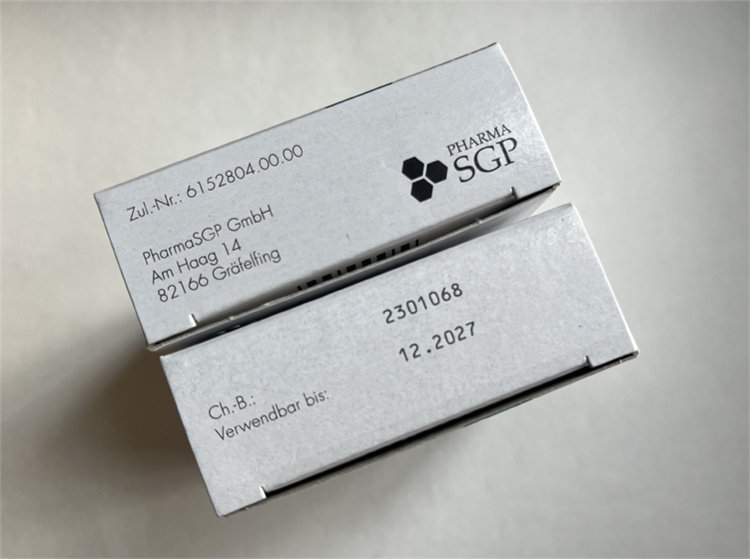 Zul.-Nr.: 6152804.00.00
PharmaSGP GmbH
Am Haag 14
82166 Gräfelfing
PHARMA
SGP
2301068
12.2027
Ch.-B.:
Verwendbar bis: